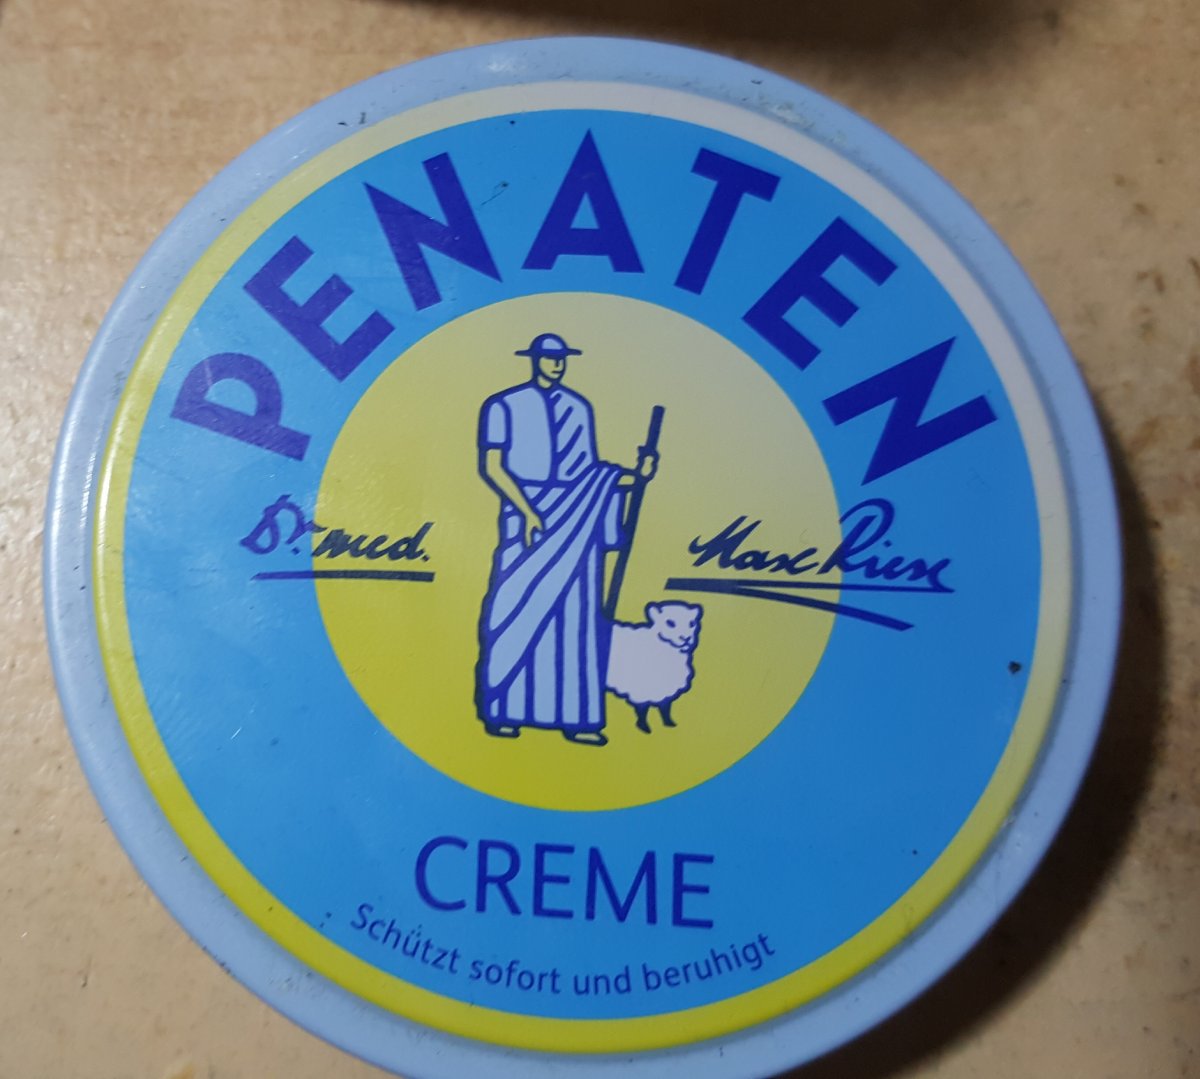 PENATEN
Dr. med. Max Riese
CREME
Schützt sofort und beruhigt